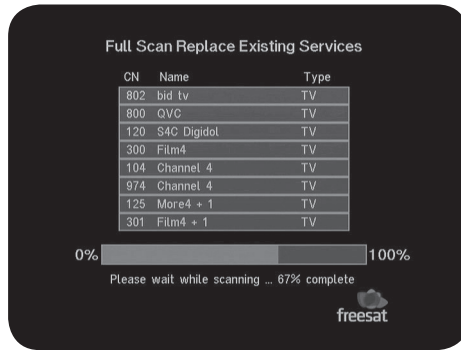 Full Scan Replace Existing Services
CN Name Type
802 bid tv TV
800 QVC TV
120 S4C Digidol TV
300 Film4 TV
104 Channel 4 TV
974 Channel 4 TV
125 More4 + 1 TV
301 Film4 + 1 TV
0% 100%
Please wait while scanning ... 67% complete
freesat